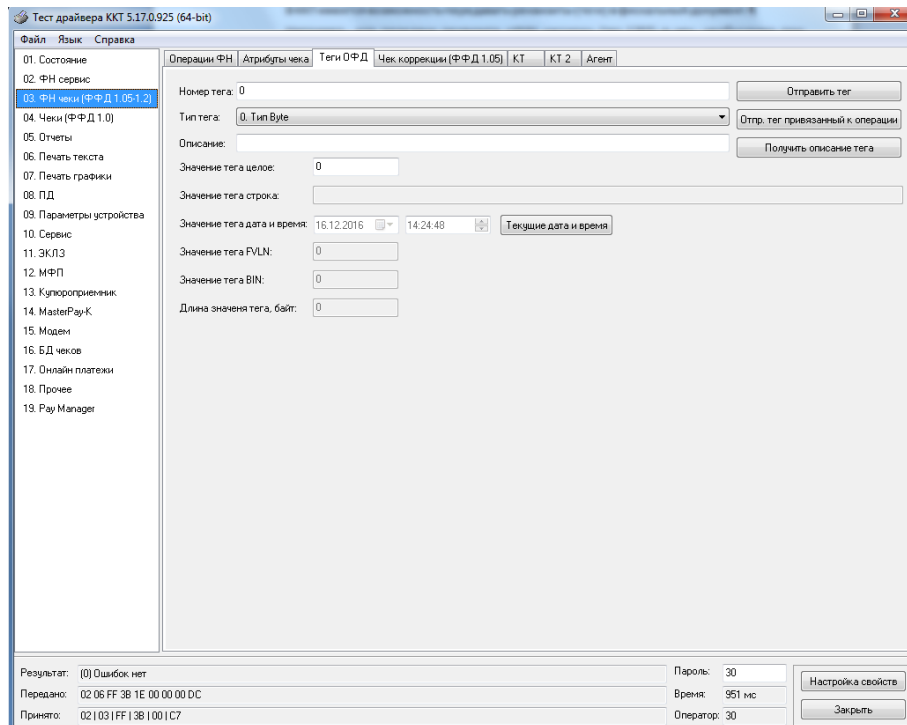 Тест драйвера ККТ 5.17.0.925 (64-bit)
Файл Язык Справка
01. Состояние
02. ФН сервис
03. ФН чеки (ФФД 1.05-1.2)
04. Чеки (ФФД 1.0)
05. Отчеты
06. Печать текста
07. Печать графики
08. ПД
09. Параметры устройства
10. Сервис
11. ЭКЛЗ
12. МФП
13. Купюроприемник
14. MasterPay-K
15. Модем
16. БД чеков
17. Онлайн платежи
18. Прочее
19. Pay Manager
Операции ФН Атрибуты чека Теги ОФД Чек коррекции (ФФД 1.05) КТ КТ 2 Агент
Номер тега: 0 Отправить тег
Тип тега: 0. Тип Byte Отпр. тег привязанный к операции
Описание: Получить описание тега
Значение тега целое: 0
Значение тега строка:
Значение тега дата и время: 16.12.2016 14:24:48 Текущие дата и время
Значение тега FVLN: 0
Значение тега BIN: 0
Длина значеня тега, байт: 0
Результат: (0) Ошибок нет Пароль: 30 Настройка свойств
Передано: 02 06 FF 3B 1E 00 00 00 DC Время: 951 мс
Принято: 02 | 03 | FF | 3B | 00 | C7 Оператор: 30 Закрыть